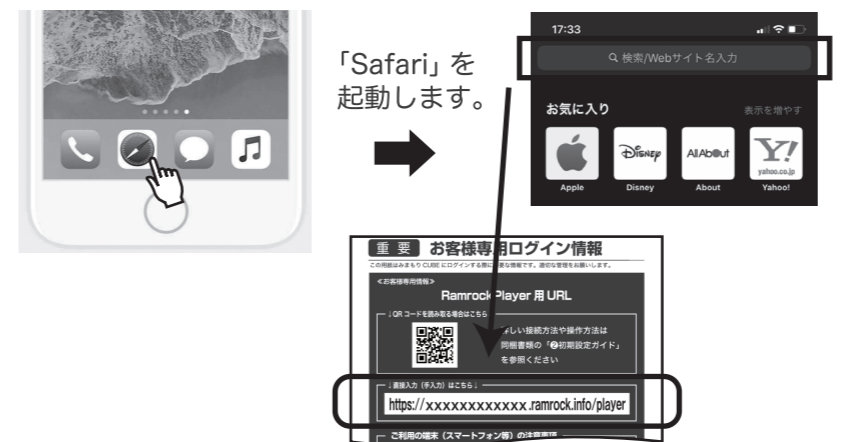 「Safari」を
起動します。
17:33
検索/Webサイト名入力
お気に入り
表示を増やす
Disney
All About
Y!
yahoo.co.jp
Apple
Disney
About
Yahoo!
重 要 お客様専用ログイン情報
この用紙はみまもり CUBE にログインする際に必要な情報です。適切な管理をお願いします。
≪お客様専用情報≫
RamrockPlayer 用 URL
↓QR コードを読み取る場合はこちら
詳しい接続方法や操作方法は
同梱書類の「❷初期設定ガイド」
を参照ください
↓直接入力（手入力）はこちら↓
https://xxxxxxxxxxxx.ramrock.info/player
ご利用の端末（スマートフォン等）の注意事項